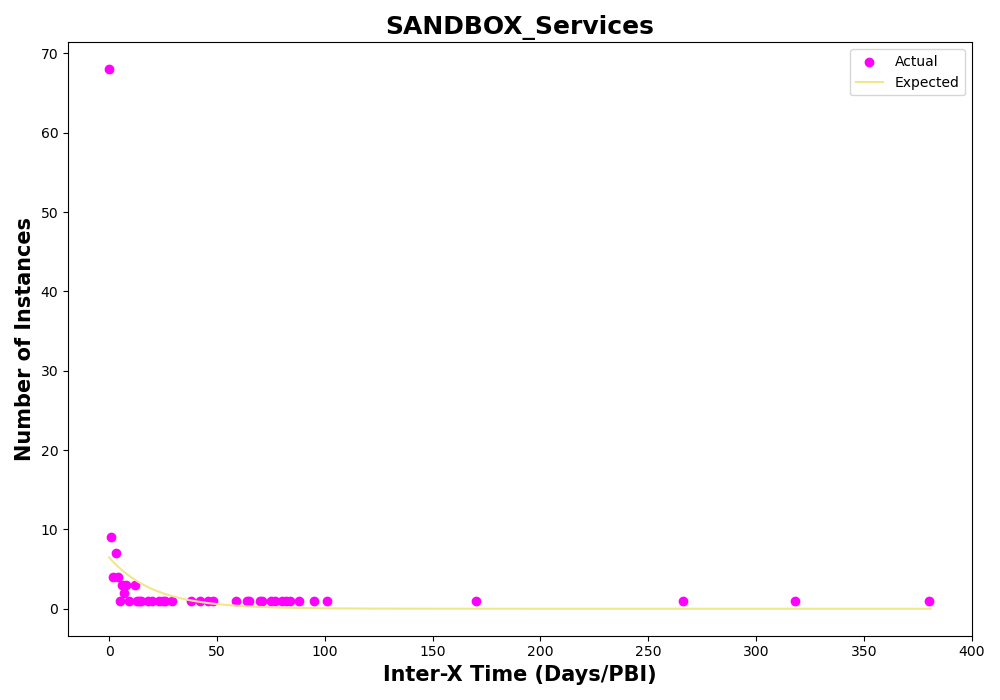 SANDBOX_Services
Actual
Expected
Number of Instances
70
60
50
40
30
20
10
0
0 50 100 150 200 250 300 350 400
Inter-X Time (Days/PBI)